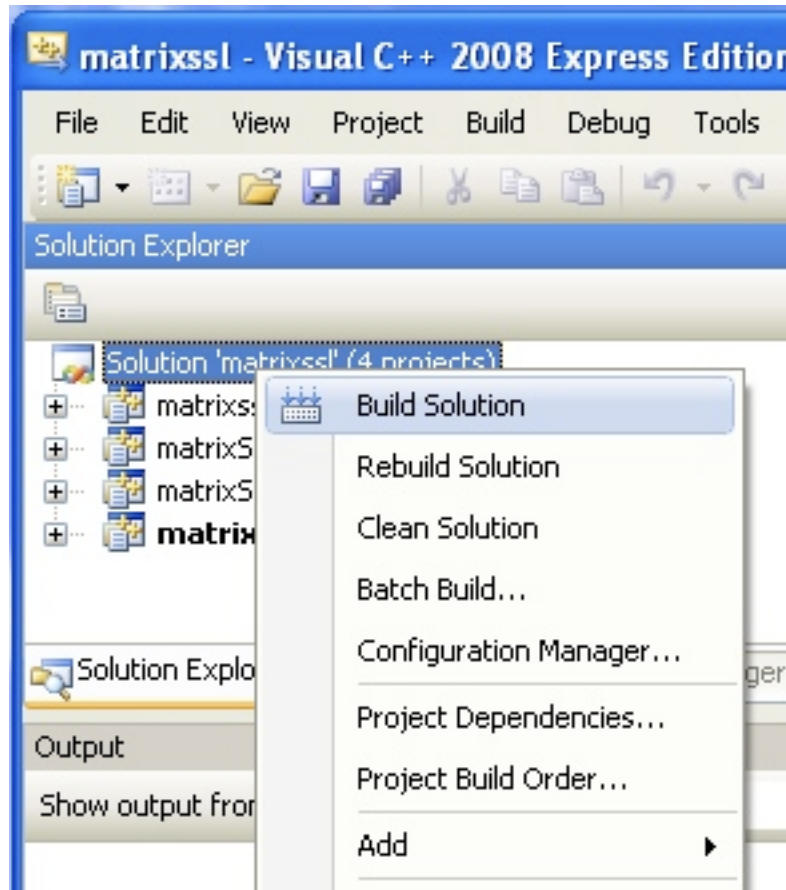 matrixssl - Visual C++ 2008 Express Edition
File Edit View Project Build Debug Tools
Solution Explorer
Solution 'matrixssl' (4 projects)
matrixss
matrixS
matrixS
matrix
Build Solution
Rebuild Solution
Clean Solution
Batch Build...
Configuration Manager...
Project Dependencies...
Project Build Order...
Add
Solution Explo
ger
Output
Show output fro